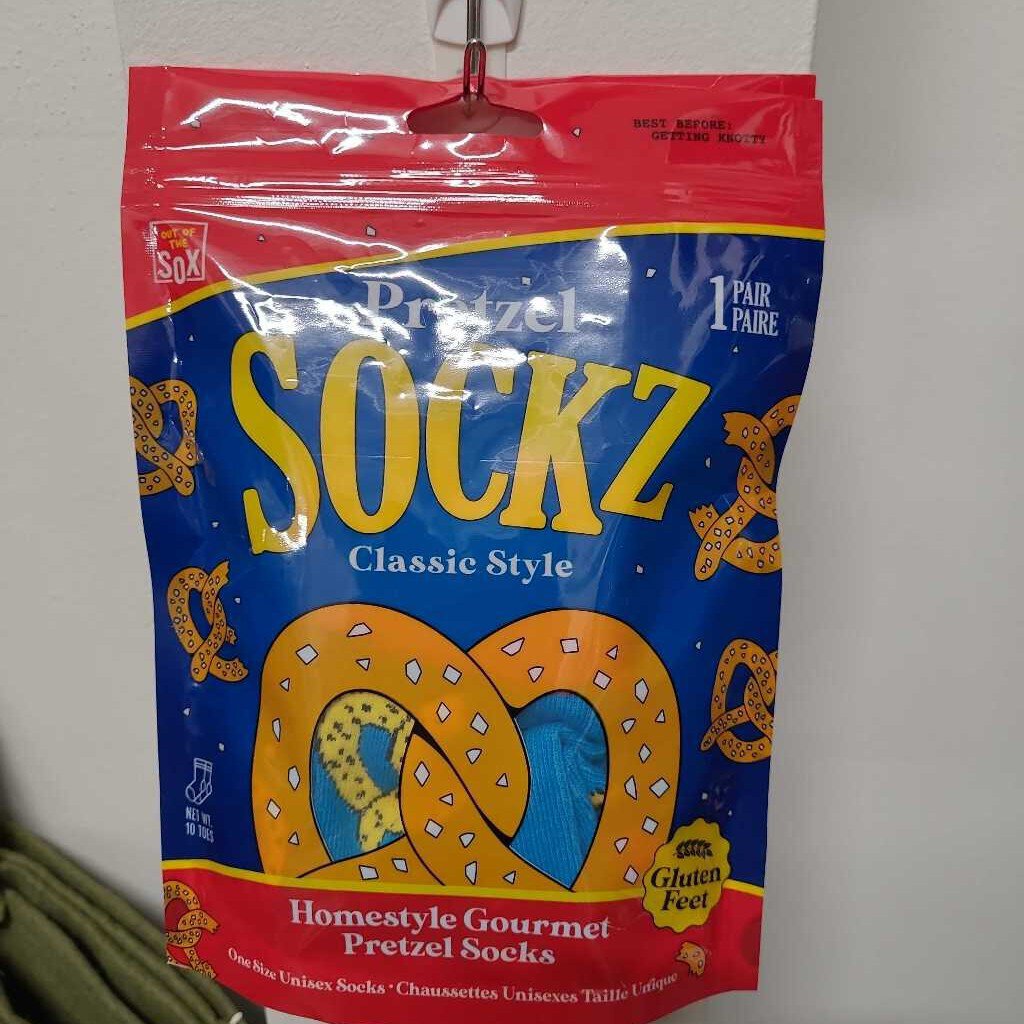 BEST BEFORE:
GETTING KNOTTY
OUT OF
THE
SOX
Pretzel
1 PAIR
PAIRE
SOCKZ
Classic Style
NET WT.
10 TOES
Gluten
Feet
Homestyle Gourmet
Pretzel Socks
One Size Unisex Socks • Chaussettes Unisexes Taille Unique